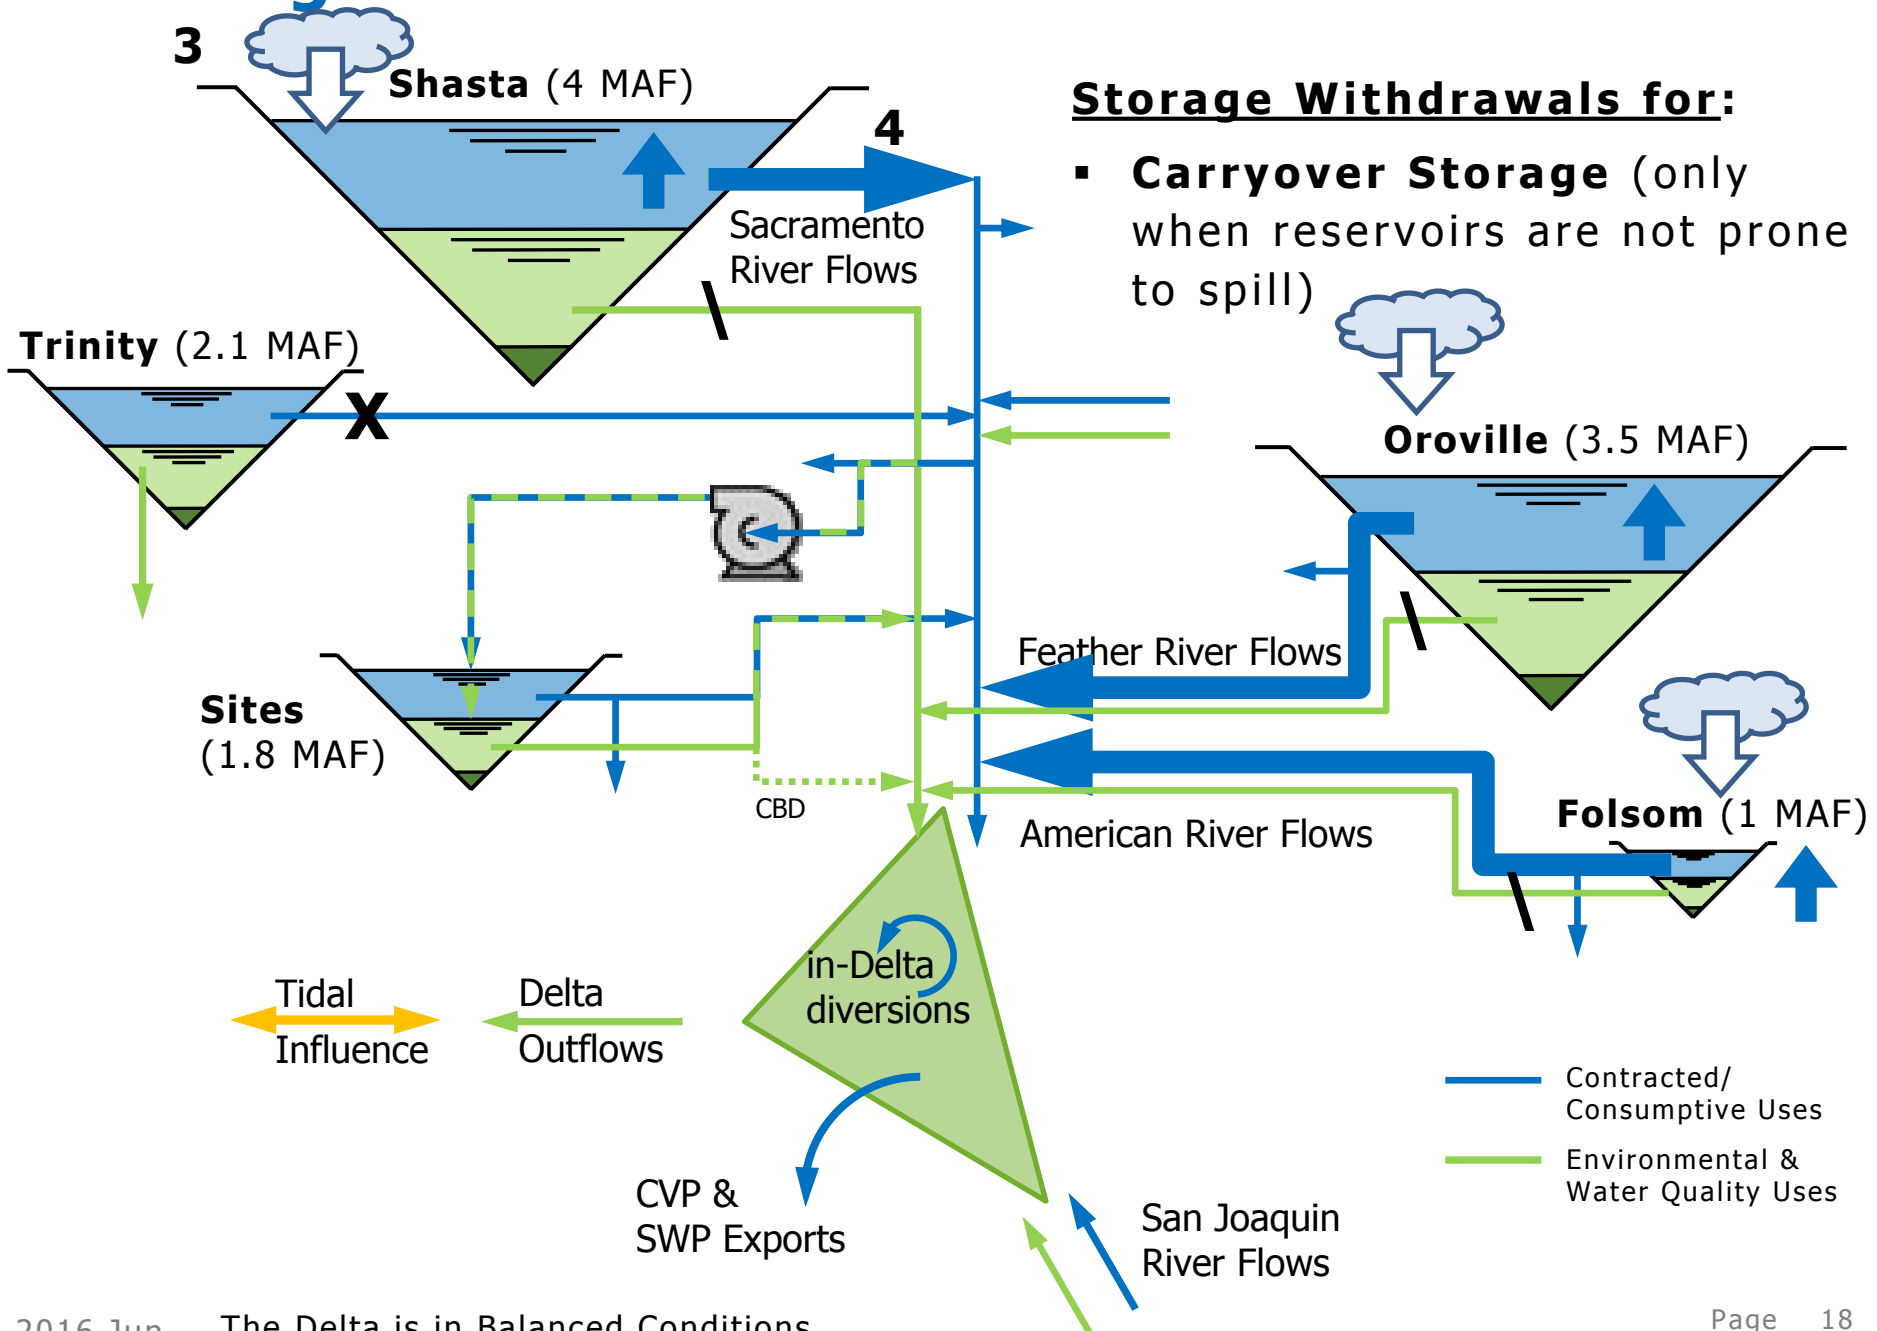 3
Shasta (4 MAF)
4
Storage Withdrawals for:
▪ Carryover Storage (only
when reservoirs are not prone
to spill)
Sacramento
River Flows
Trinity (2.1 MAF)
X
Oroville (3.5 MAF)
Feather River Flows
Sites
(1.8 MAF)
CBD
American River Flows
Folsom (1 MAF)
in-Delta
diversions
Tidal
Influence
Delta
Outflows
Contracted/
Consumptive Uses
Environmental &
Water Quality Uses
CVP &
SWP Exports
San Joaquin
River Flows
2016 Jun
The Delta is in Balanced Conditions
Page 18